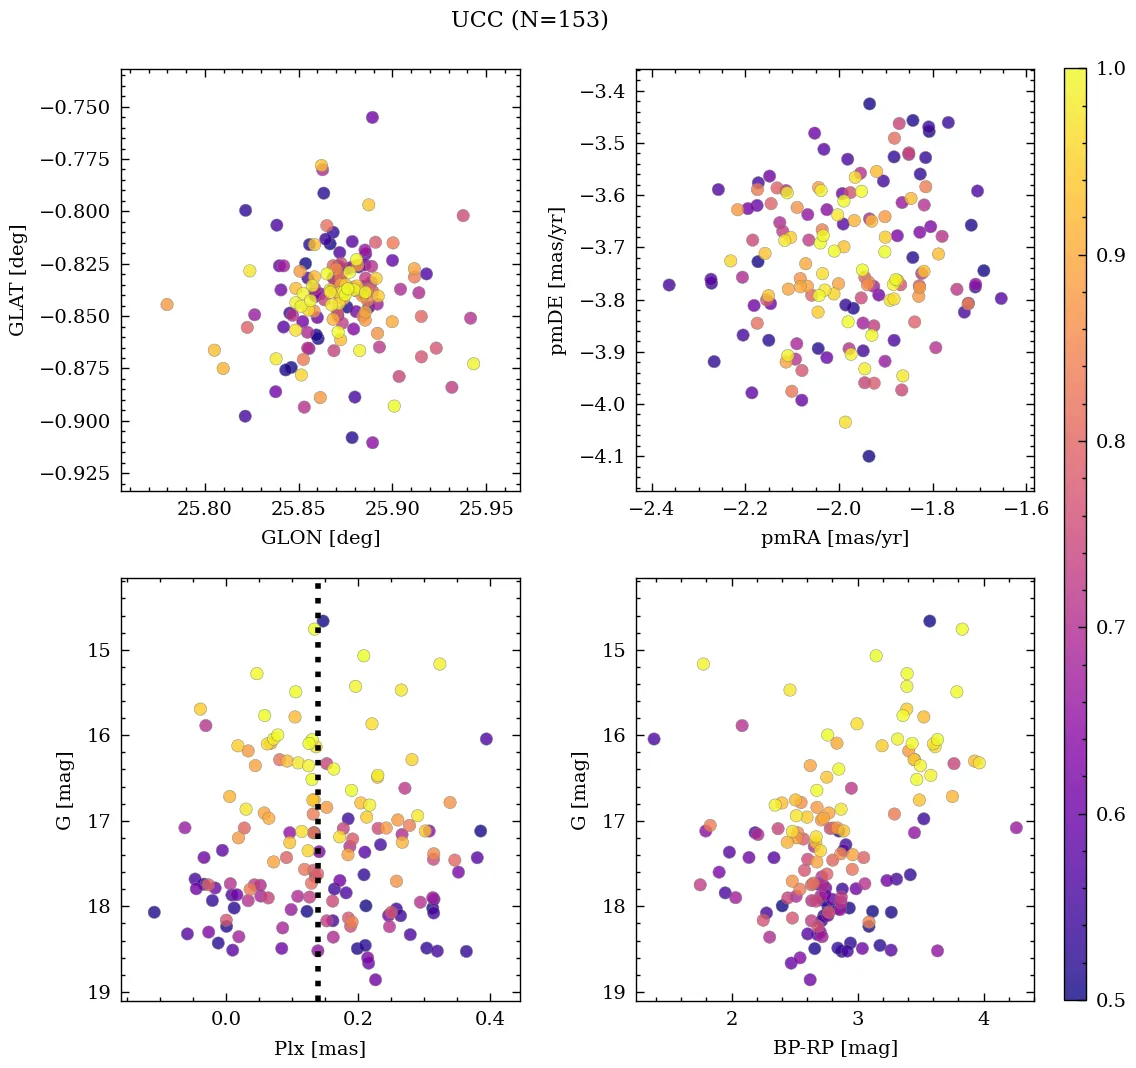 UCC (N=153)
−0.750
−0.775
−0.800
−0.825
−0.850
−0.875
−0.900
−0.925
GLAT [deg]
25.80 25.85 25.90 25.95
GLON [deg]
−3.4
−3.5
−3.6
−3.7
−3.8
−3.9
−4.0
−4.1
pmDE [mas/yr]
−2.4 −2.2 −2.0 −1.8 −1.6
pmRA [mas/yr]
15
16
17
18
19
G [mag]
0.0 0.2 0.4
Plx [mas]
15
16
17
18
19
G [mag]
2 3 4
BP-RP [mag]
1.0
0.9
0.8
0.7
0.6
0.5